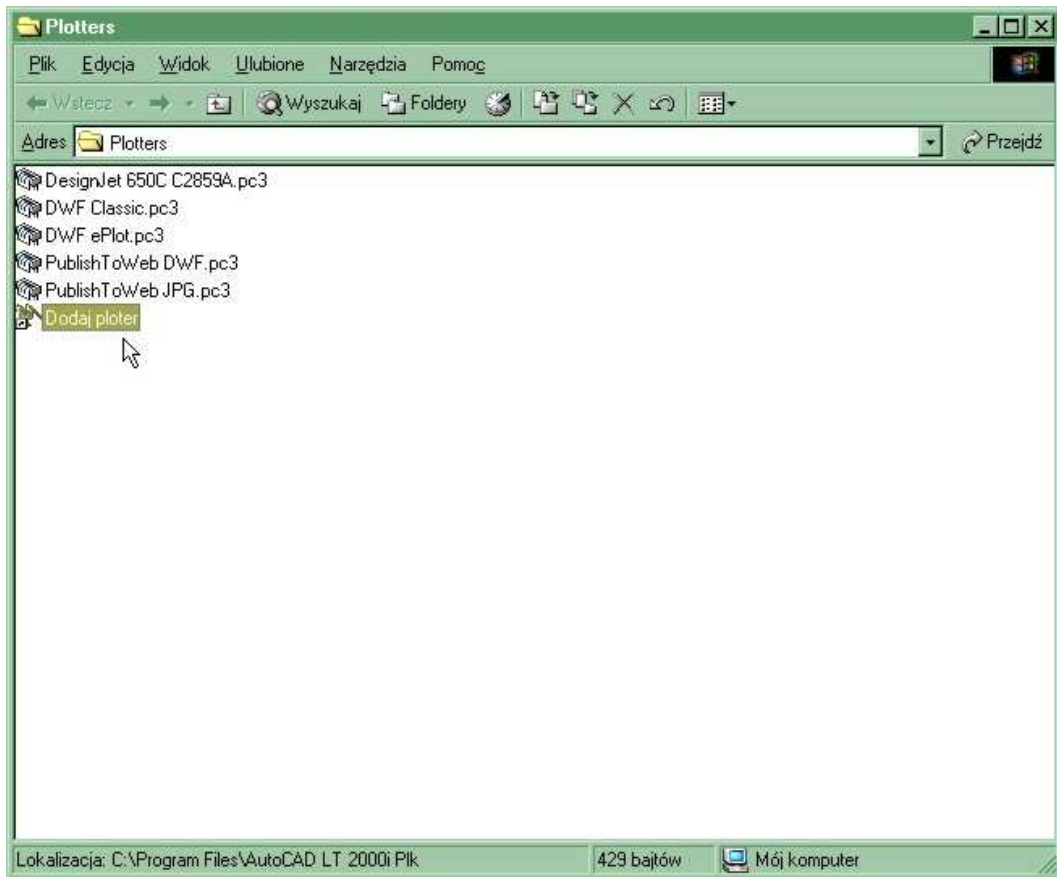 Plotters
Plik Edycja Widok Ulubione Narzędzia Pomoc
Wstecz Wyszukaj Foldery
Adres Plotters Przejdź
DesignJet 650C C2859A.pc3
DWF Classic.pc3
DWF ePlot.pc3
PublishToWeb DWF.pc3
PublishToWeb JPG.pc3
Dodaj ploter
Lokalizacja: C:\Program Files\AutoCAD LT 2000i Plk 429 bajtów Mój komputer